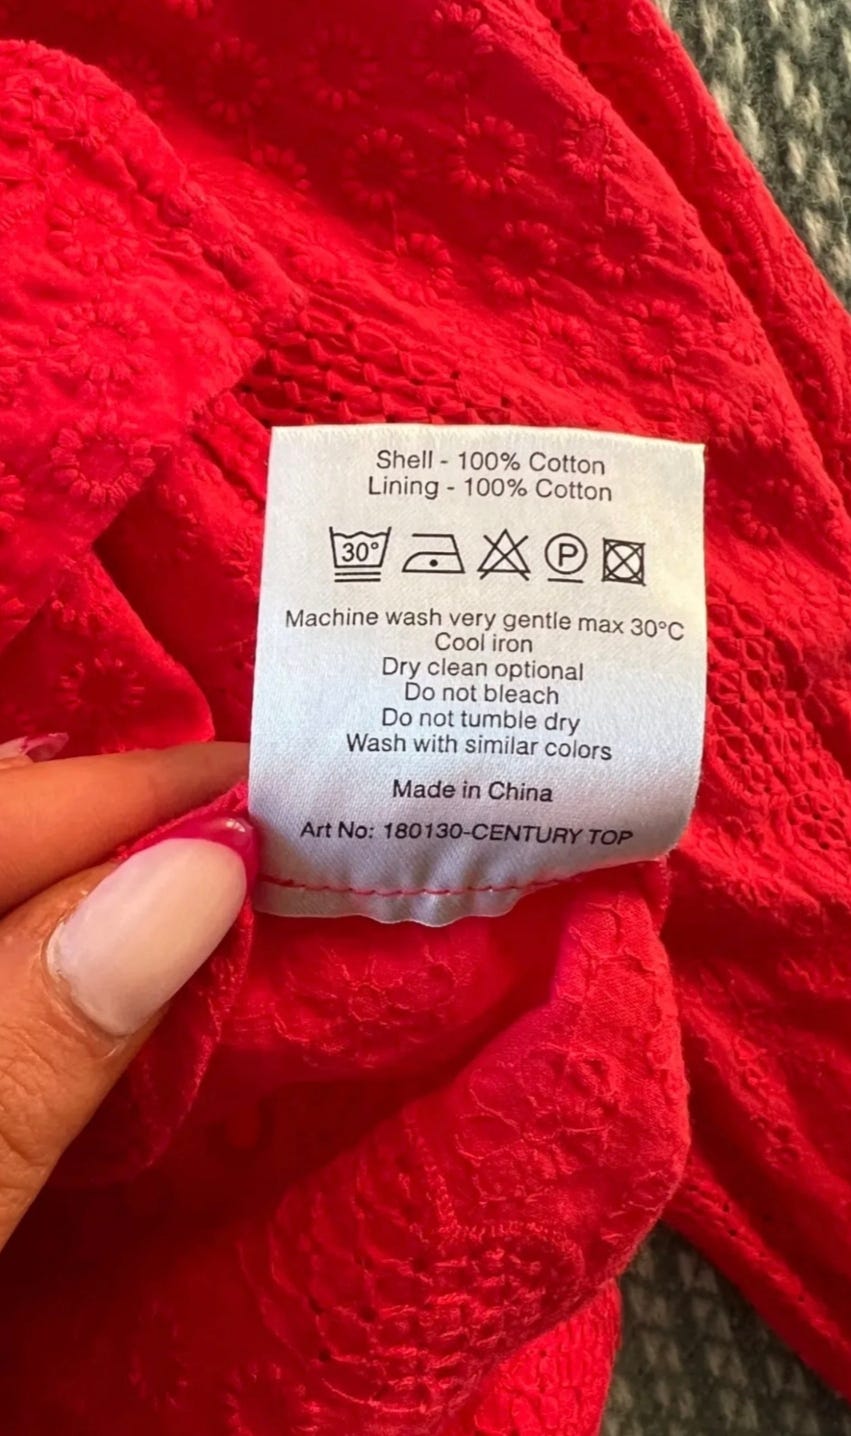 Shell - 100% Cotton
Lining - 100% Cotton
30° P
Machine wash very gentle max 30°C
Cool iron
Dry clean optional
Do not bleach
Do not tumble dry
Wash with similar colors
Made in China
Art No: 180130-CENTURY TOP